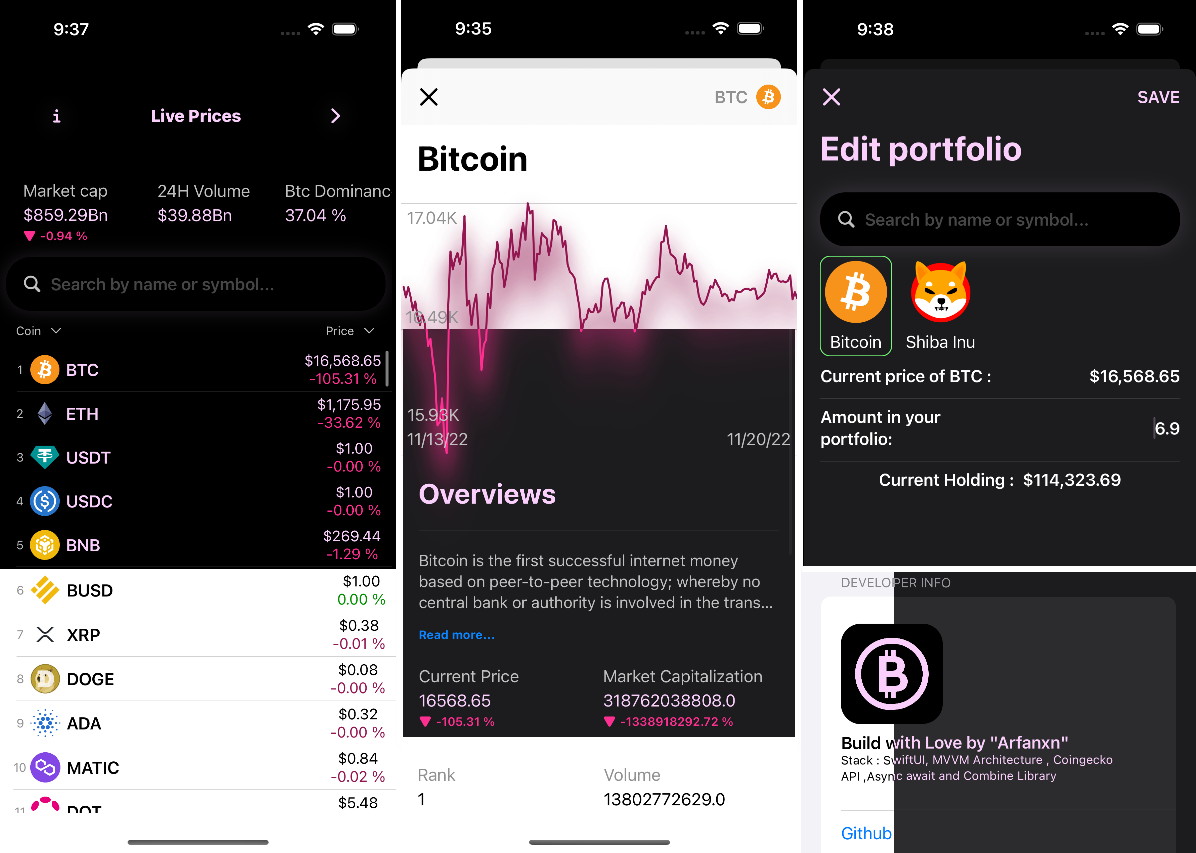 9:37
i Live Prices
Market cap 24H Volume Btc Dominanc
$859.29Bn $39.88Bn 37.04 %
-0.94 %
Search by name or symbol...
Coin Price
1 BTC $16,568.65
-105.31 %
2 ETH $1,175.95
-33.62 %
3 USDT $1.00
-0.00 %
4 USDC $1.00
-0.00 %
5 BNB $269.44
-1.29 %
6 BUSD $1.00
0.00 %
7 XRP $0.38
-0.01 %
8 DOGE $0.08
-0.00 %
9 ADA $0.32
-0.00 %
10 MATIC $0.84
-0.02 %
11 DOT $5.48
9:35
BTC
Bitcoin
17.04K
16.49K
15.93K
11/13/22 11/20/22
Overviews
Bitcoin is the first successful internet money
based on peer-to-peer technology; whereby no
central bank or authority is involved in the trans...
Read more...
Current Price Market Capitalization
16568.65 318762038808.0
-105.31 % -1338918292.72 %
Rank Volume
1 13802772629.0
9:38
SAVE
Edit portfolio
Search by name or symbol...
Bitcoin Shiba Inu
Current price of BTC : $16,568.65
Amount in your
portfolio: 6.9
Current Holding : $114,323.69
DEVELOPER INFO
Build with Love by "Arfanxn"
Stack : SwiftUI, MVVM Architecture , Coingecko
API ,Async await and Combine Library
Github